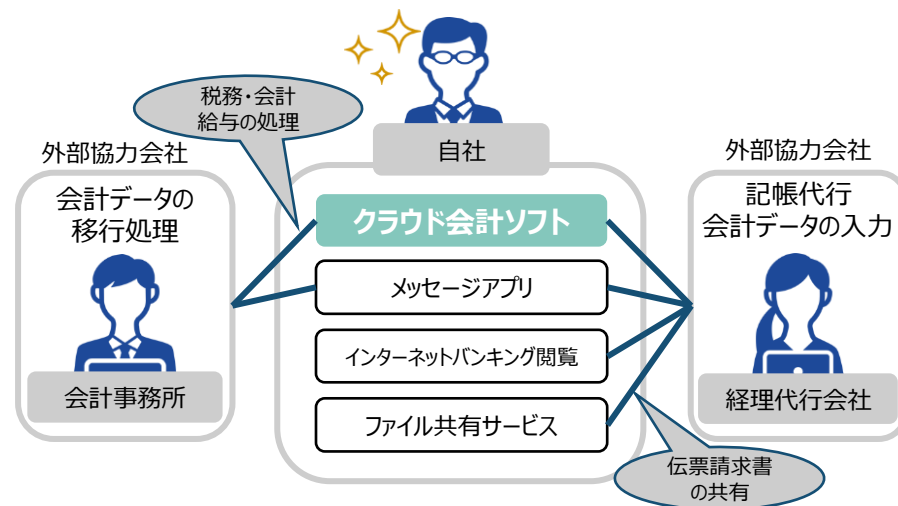 税務・会計
給与の処理
自社
外部協力会社
会計データの
移行処理
会計事務所
クラウド会計ソフト
メッセージアプリ
インターネットバンキング閲覧
ファイル共有サービス
外部協力会社
記帳代行
会計データの入力
経理代行会社
伝票請求書
の共有